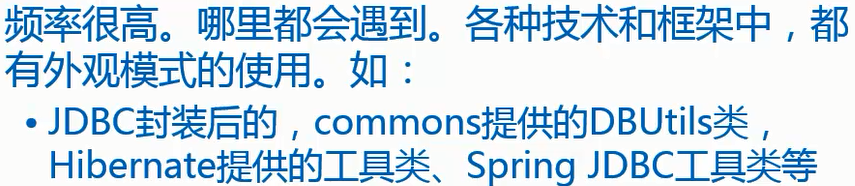 频率很高。哪里都会遇到。各种技术和框架中，都
有外观模式的使用。如：
• JDBC封装后的，commons提供的DBUtils类，
Hibernate提供的工具类、Spring JDBC工具类等